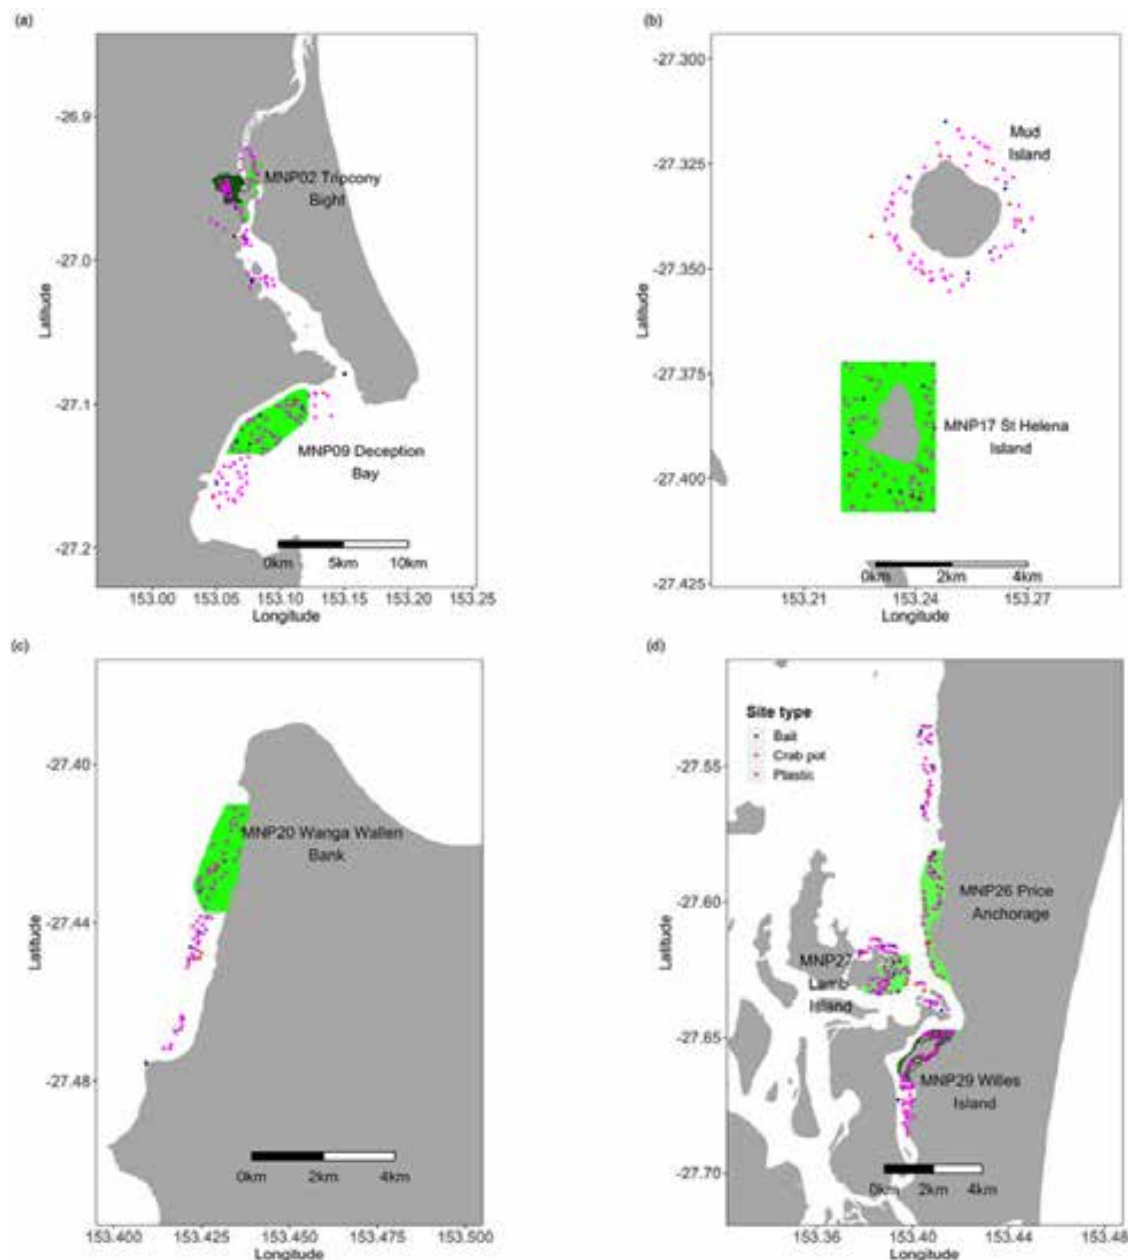 (a)
-26.9
-27.0
-27.1
-27.2
Latitude
MNP02 Tripcony
Bight
MNP09 Deception
Bay
0km 5km 10km
153.00 153.05 153.10 153.15 153.20 153.25
Longitude
(b)
-27.300
-27.325
-27.350
-27.375
-27.400
-27.425
Latitude
Mud
Island
MNP17 St Helena
Island
0km 2km 4km
153.21 153.24 153.27
Longitude
(c)
-27.40
-27.44
-27.48
Latitude
MNP20 Wanga Wallen
Bank
0km 2km 4km
153.400 153.425 153.450 153.475 153.500
Longitude
(d)
Site type
Bait
Crab pot
Plastic
-27.55
-27.60
-27.65
-27.70
Latitude
MNP26 Price
Anchorage
MNP27
Lamb
Island
MNP29 Willes
Island
0km 2km 4km
153.36 153.40 153.44 153.48
Longitude